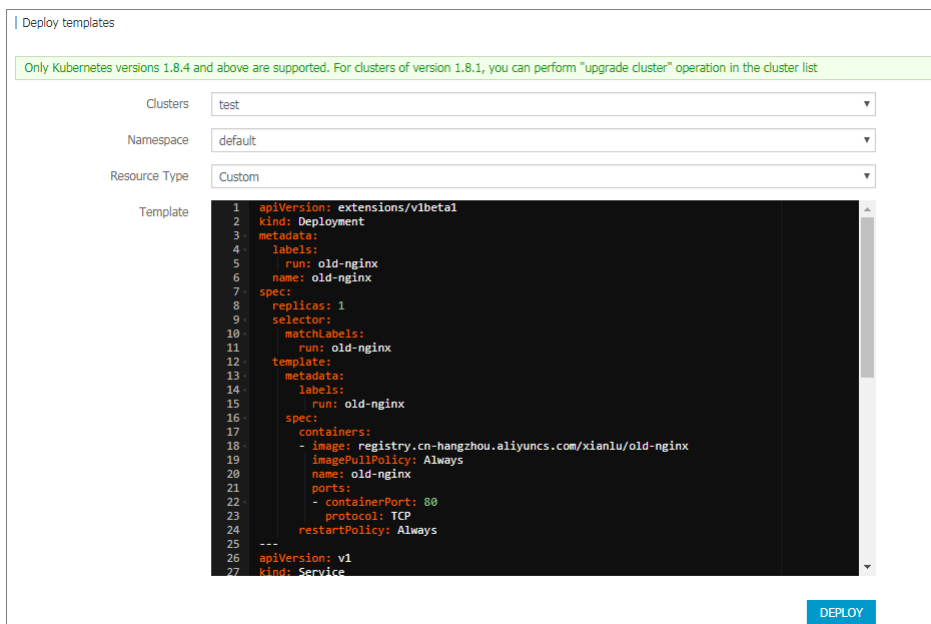 Deploy templates
Only Kubernetes versions 1.8.4 and above are supported. For clusters of version 1.8.1, you can perform "upgrade cluster" operation in the cluster list
Clusters test
Namespace default
Resource Type Custom
Template
1 apiVersion: extensions/v1beta1
2 kind: Deployment
3 metadata:
4   labels:
5     run: old-nginx
6   name: old-nginx
7 spec:
8   replicas: 1
9   selector:
10     matchLabels:
11       run: old-nginx
12   template:
13     metadata:
14       labels:
15         run: old-nginx
16     spec:
17       containers:
18       - image: registry.cn-hangzhou.aliyuncs.com/xianlu/old-nginx
19         imagePullPolicy: Always
20         name: old-nginx
21         ports:
22         - containerPort: 80
23           protocol: TCP
24       restartPolicy: Always
25 ---
26 apiVersion: v1
27 kind: Service
DEPLOY